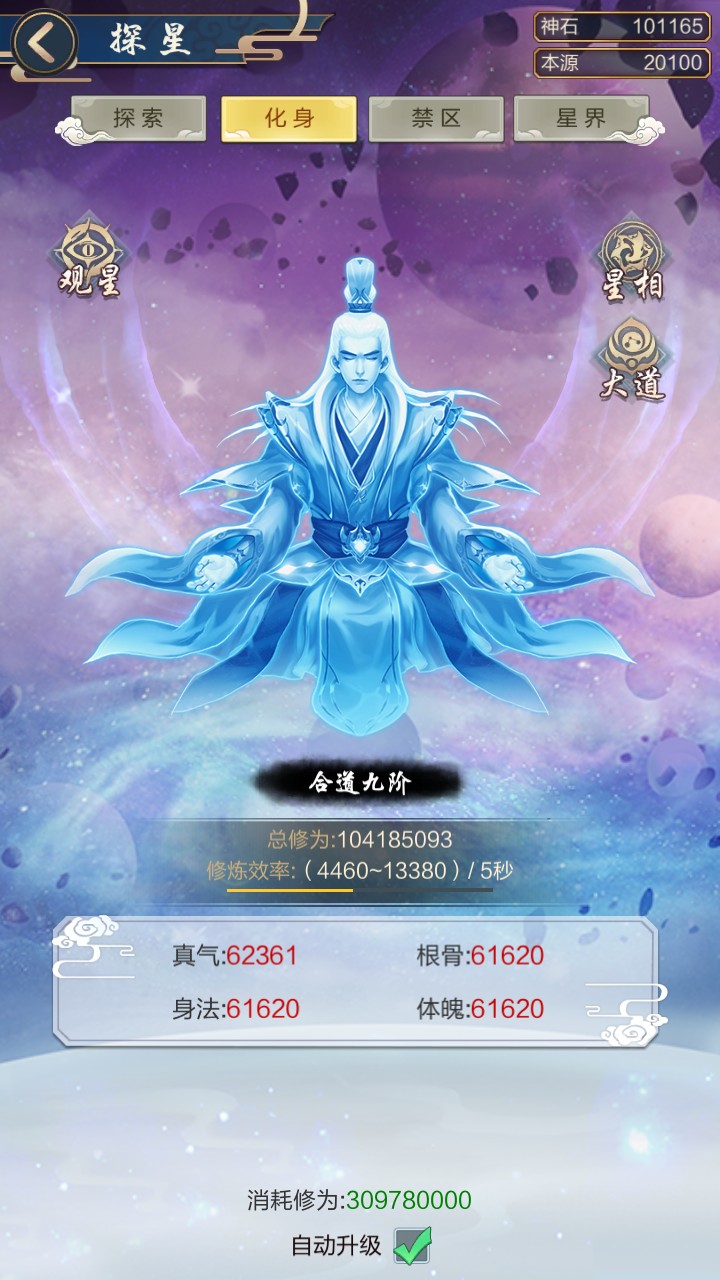 探星
神石 101165
本源 20100
探索 化身 禁区 星界
观星
星相
大道
合道九阶
总修为:104185093
修炼效率:（4460~13380）/ 5秒
真气:62361 根骨:61620
身法:61620 体魄:61620
消耗修为:309780000
自动升级